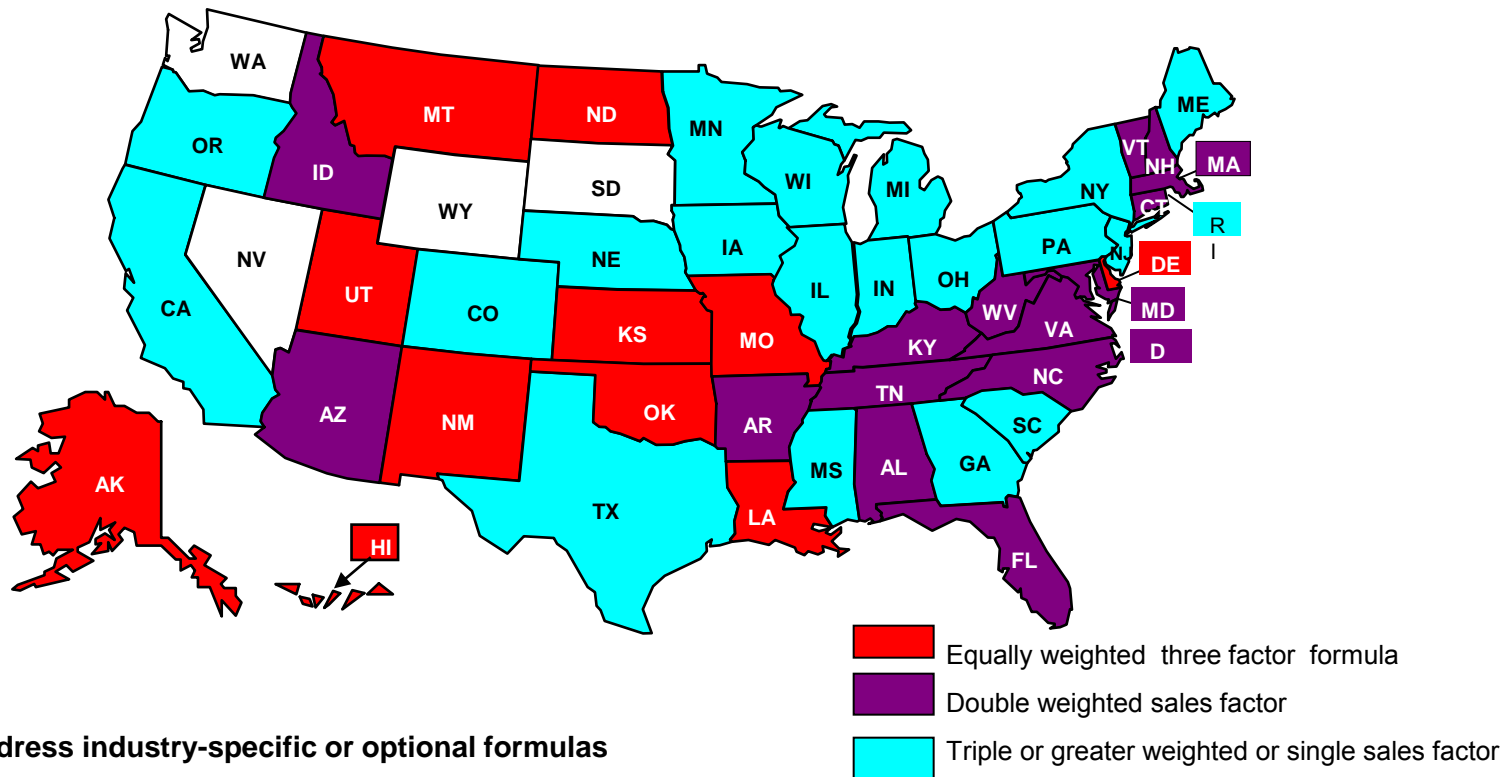 WA
MT
ND
MN
ME
OR
ID
VT
NH
MA
WI
MI
NY
SD
WY
CT
R
I
IA
PA
NV
NE
NJ
DE
OH
IL
IN
UT
CA
CO
WV
MD
VA
KS
MO
KY
D
NC
TN
AZ
NM
OK
AR
SC
GA
MS
AL
AK
TX
LA
HI
FL
Equally weighted three factor formula
Double weighted sales factor
dress industry-specific or optional formulas
Triple or greater weighted or single sales factor